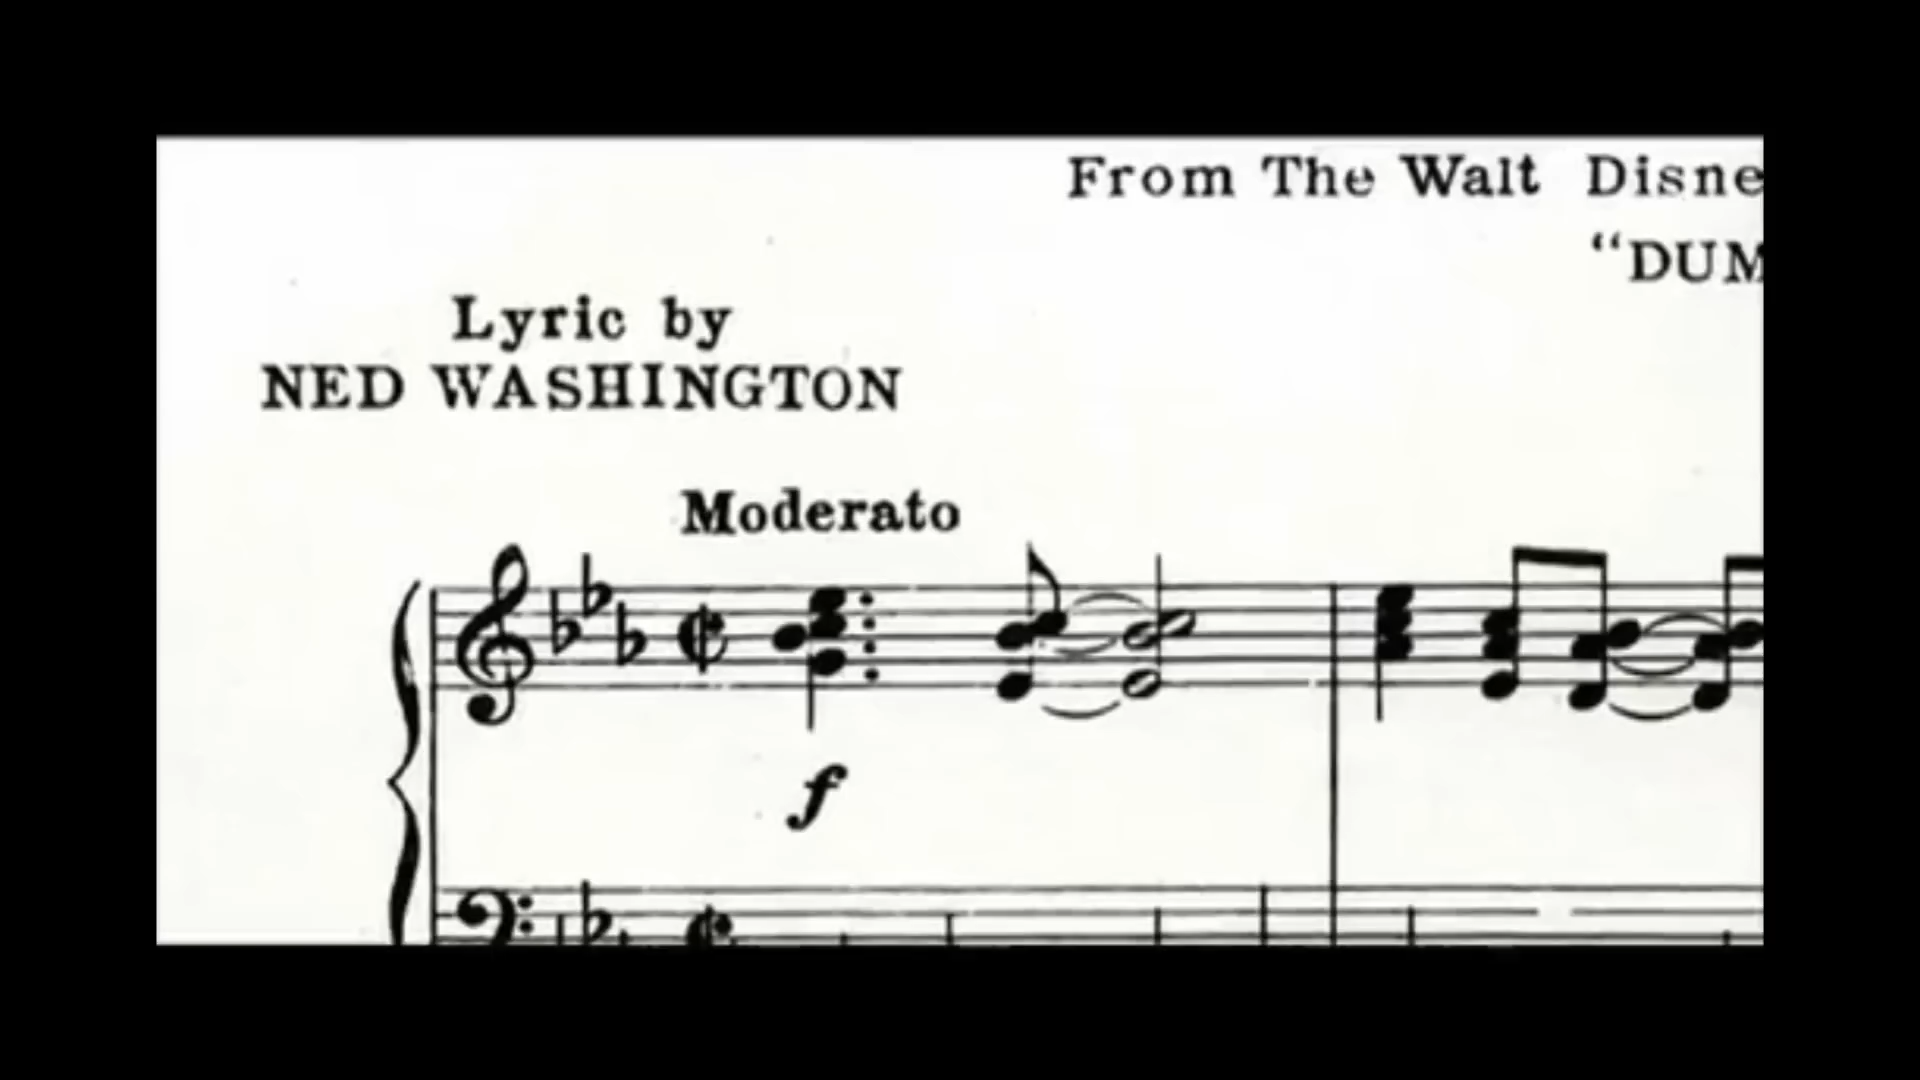 From The Walt Disne
"DUM
Lyric by
NED WASHINGTON
Moderato
f